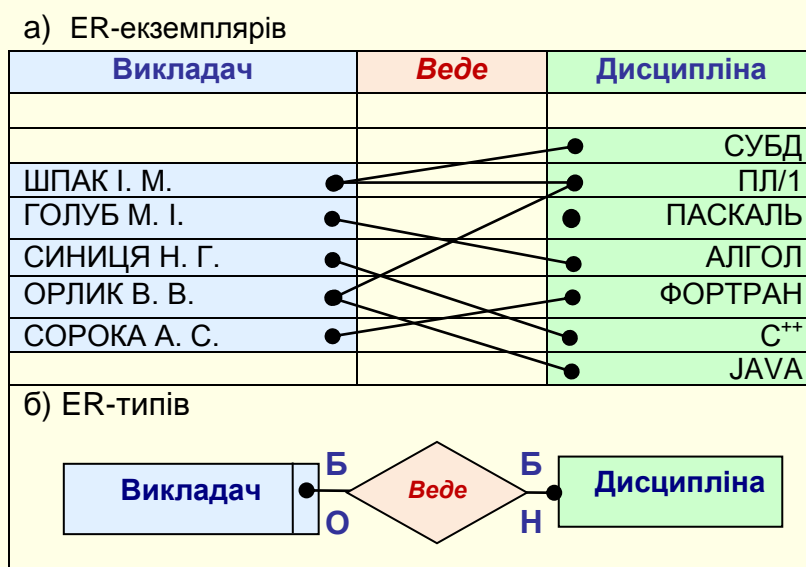 а) ER-екземплярів
Викладач Веде Дисципліна
СУБД
ШПАК І. М. ПЛ/1
ГОЛУБ М. І. ПАСКАЛЬ
СИНИЦЯ Н. Г. АЛГОЛ
ОРЛИК В. В. ФОРТРАН
СОРОКА А. С. С++
JAVA
б) ER-типів
Б Б
Викладач Веде Дисципліна
О Н